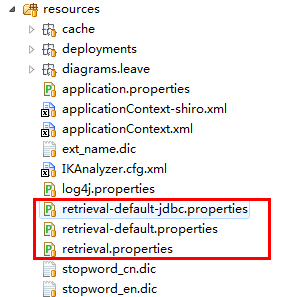 resources
cache
deployments
diagrams.leave
application.properties
applicationContext-shiro.xml
applicationContext.xml
ext_name.dic
IKAnalyzer.cfg.xml
log4j.properties
retrieval-default-jdbc.properties
retrieval-default.properties
retrieval.properties
stopword_cn.dic
stopword_en.dic